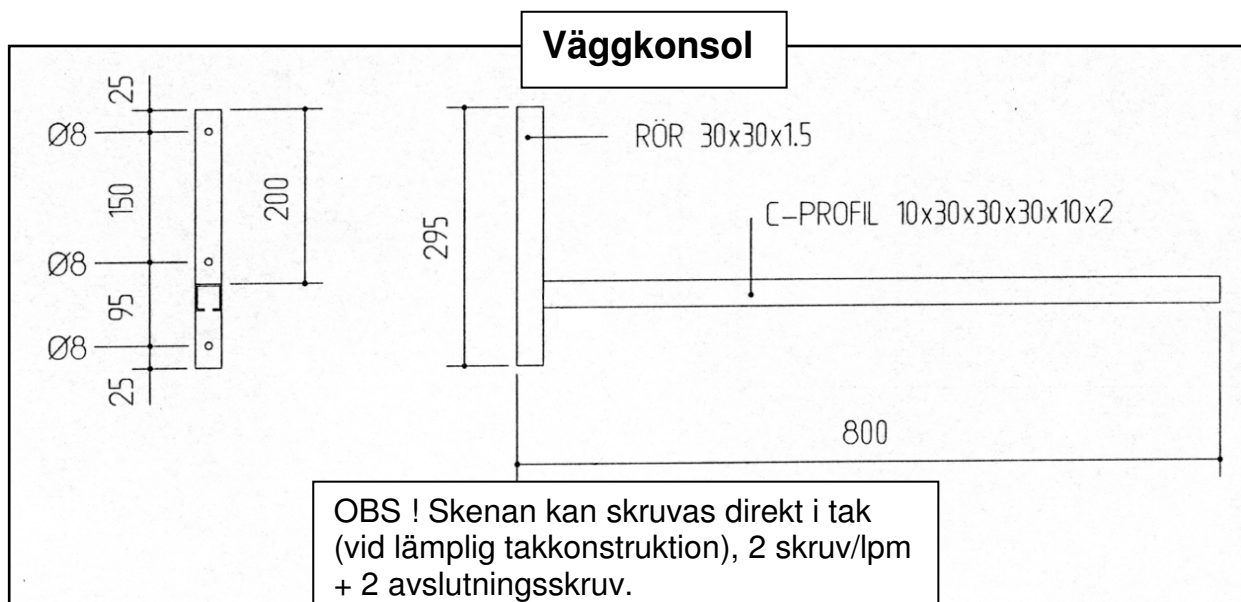 Väggkonsol
25
Ø8
150
Ø8
95
Ø8
25
200
295
RÖR 30x30x1.5
C-PROFIL 10x30x30x30x10x2
800
OBS ! Skenan kan skruvas direkt i tak
(vid lämplig takkonstruktion), 2 skruv/lpm
+ 2 avslutningsskruv.